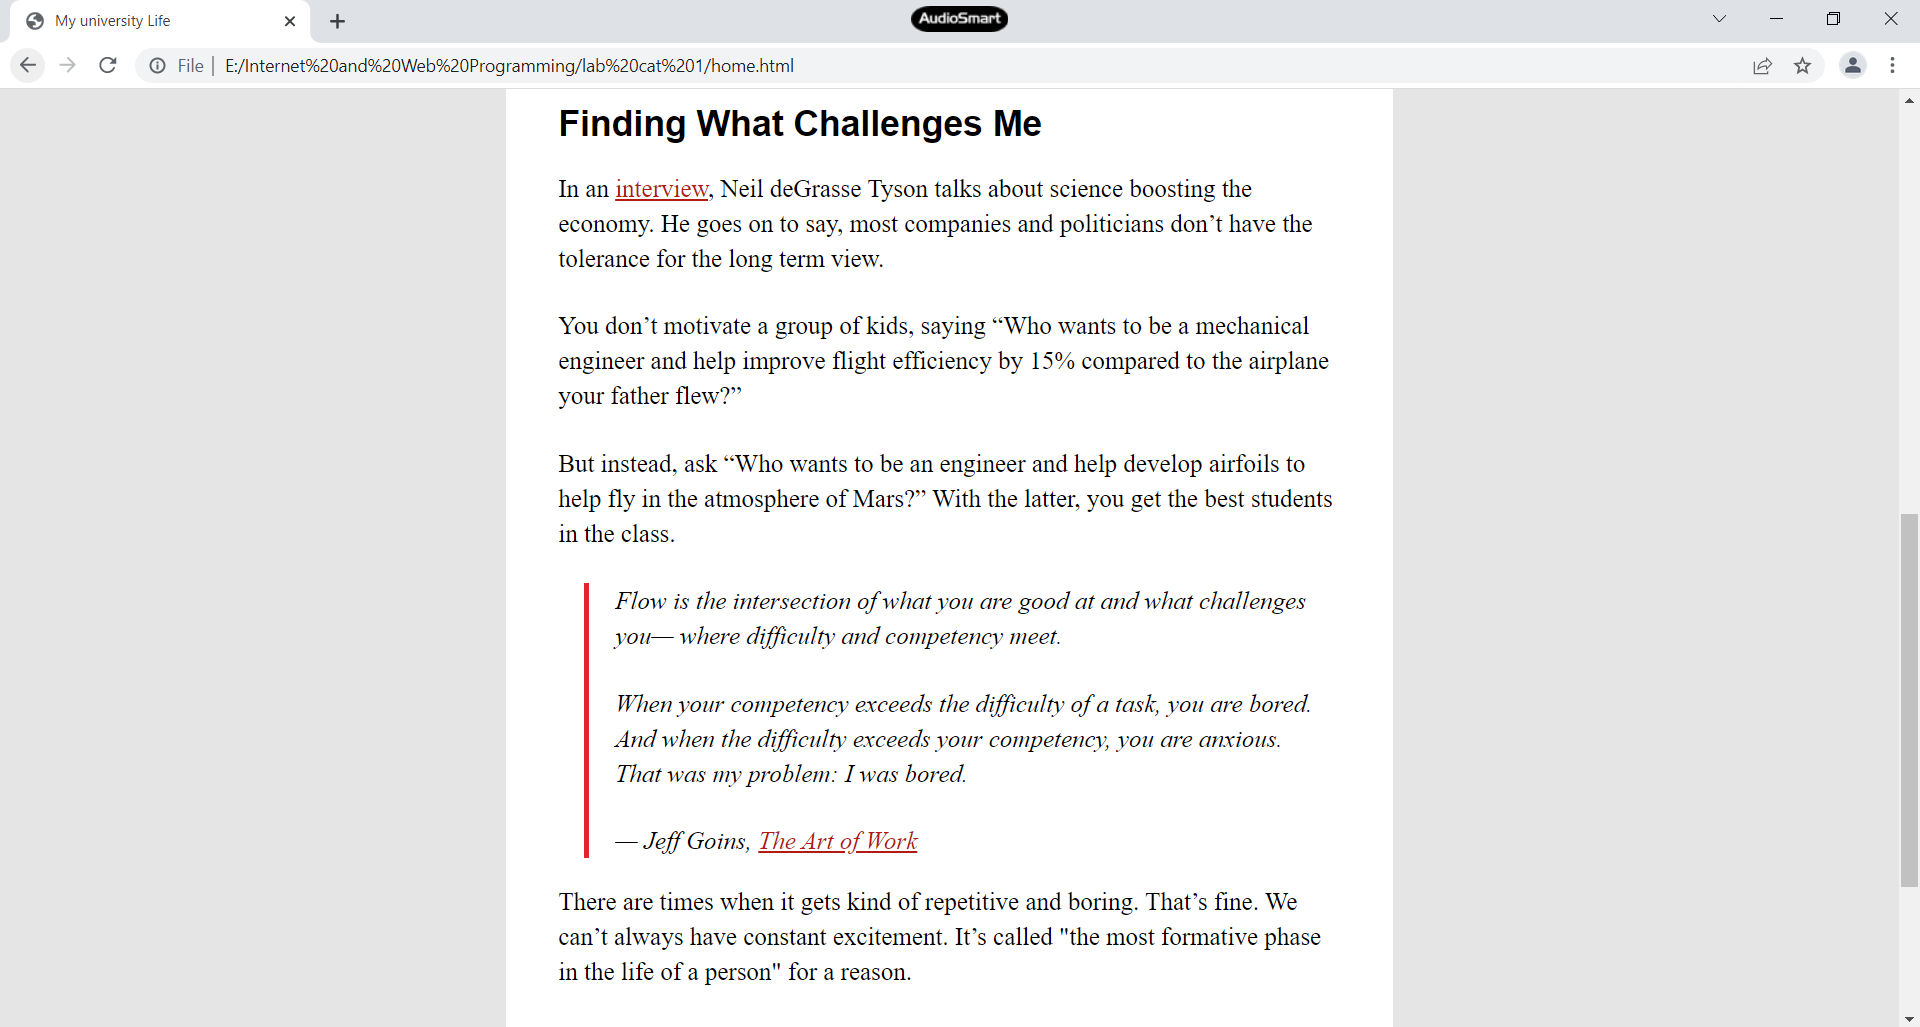 My university Life
AudioSmart
File
E:/Internet%20and%20Web%20Programming/lab%20cat%201/home.html
Finding What Challenges Me
In an interview, Neil deGrasse Tyson talks about science boosting the
economy. He goes on to say, most companies and politicians don’t have the
tolerance for the long term view.
You don’t motivate a group of kids, saying “Who wants to be a mechanical
engineer and help improve flight efficiency by 15% compared to the airplane
your father flew?”
But instead, ask “Who wants to be an engineer and help develop airfoils to
help fly in the atmosphere of Mars?” With the latter, you get the best students
in the class.
Flow is the intersection of what you are good at and what challenges
you— where difficulty and competency meet.
When your competency exceeds the difficulty of a task, you are bored.
And when the difficulty exceeds your competency, you are anxious.
That was my problem: I was bored.
— Jeff Goins, The Art of Work
There are times when it gets kind of repetitive and boring. That’s fine. We
can’t always have constant excitement. It’s called "the most formative phase
in the life of a person" for a reason.